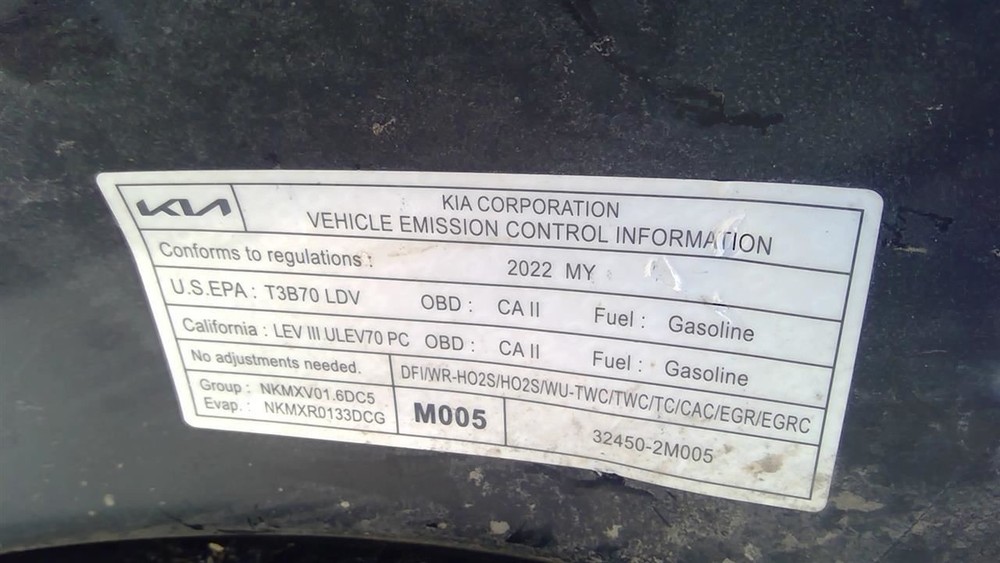 KIA
KIA CORPORATION
VEHICLE EMISSION CONTROL INFORMATION
Conforms to regulations : 2022 MY
U.S.EPA : T3B70 LDV OBD : CA II Fuel : Gasoline
California : LEV III ULEV70 PC OBD : CA II Fuel : Gasoline
No adjustments needed. DFI/WR-HO2S/HO2S/WU-TWC/TWC/TC/CAC/EGR/EGRC
Group : NKMXV01.6DC5
Evap. : NKMXR0133DCG
M005
32450-2M005